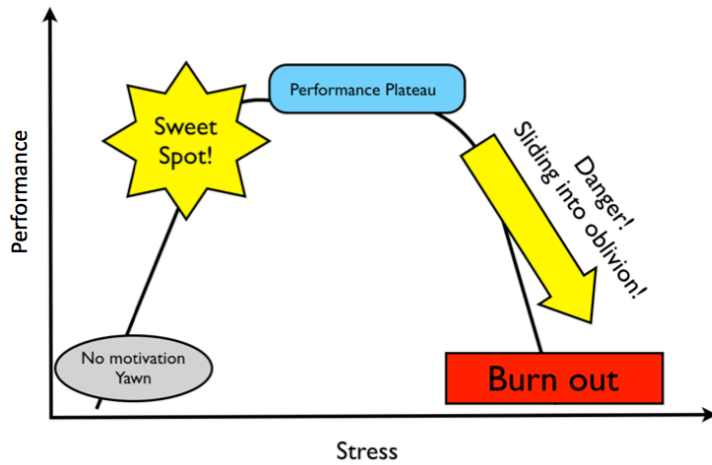 Performance
Sweet
Spot!
Performance Plateau
Danger!
Sliding into oblivion!
No motivation
Yawn
Burn out
Stress